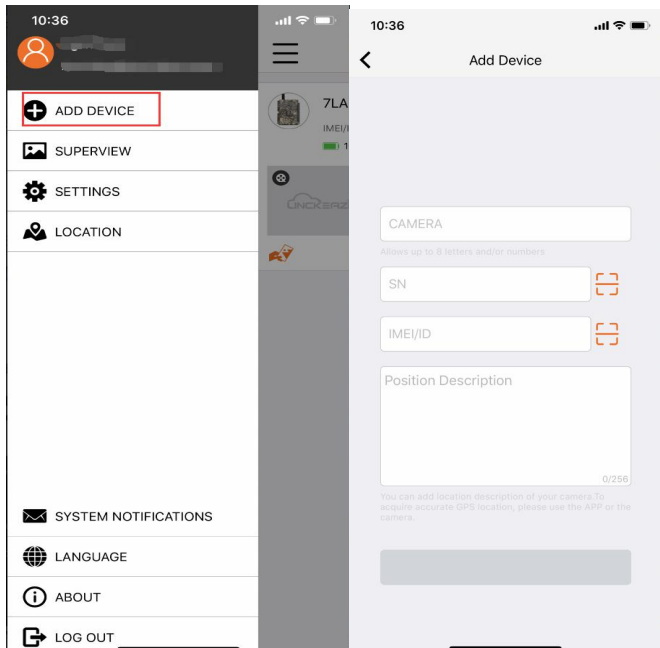 10:36
ADD DEVICE
SUPERVIEW
SETTINGS
LOCATION
SYSTEM NOTIFICATIONS
LANGUAGE
ABOUT
LOG OUT
7LA
IMEI/I
1
10:36
Add Device
CAMERA
Allows up to 8 letters and/or numbers
SN
IMEI/ID
Position Description
0/256
You can add location description of your camera.To
acquire accurate GPS location, please use the APP or the
camera.